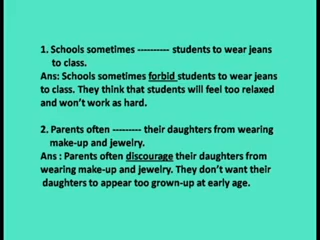 1. Schools sometimes ---------- students to wear jeans
to class.
Ans: Schools sometimes forbid students to wear jeans
to class. They think that students will feel too relaxed
and won't work as hard.
2. Parents often --------- their daughters from wearing
make-up and jewelry.
Ans : Parents often discourage their daughters from
wearing make-up and jewelry. They don't want their
daughters to appear too grown-up at early age.